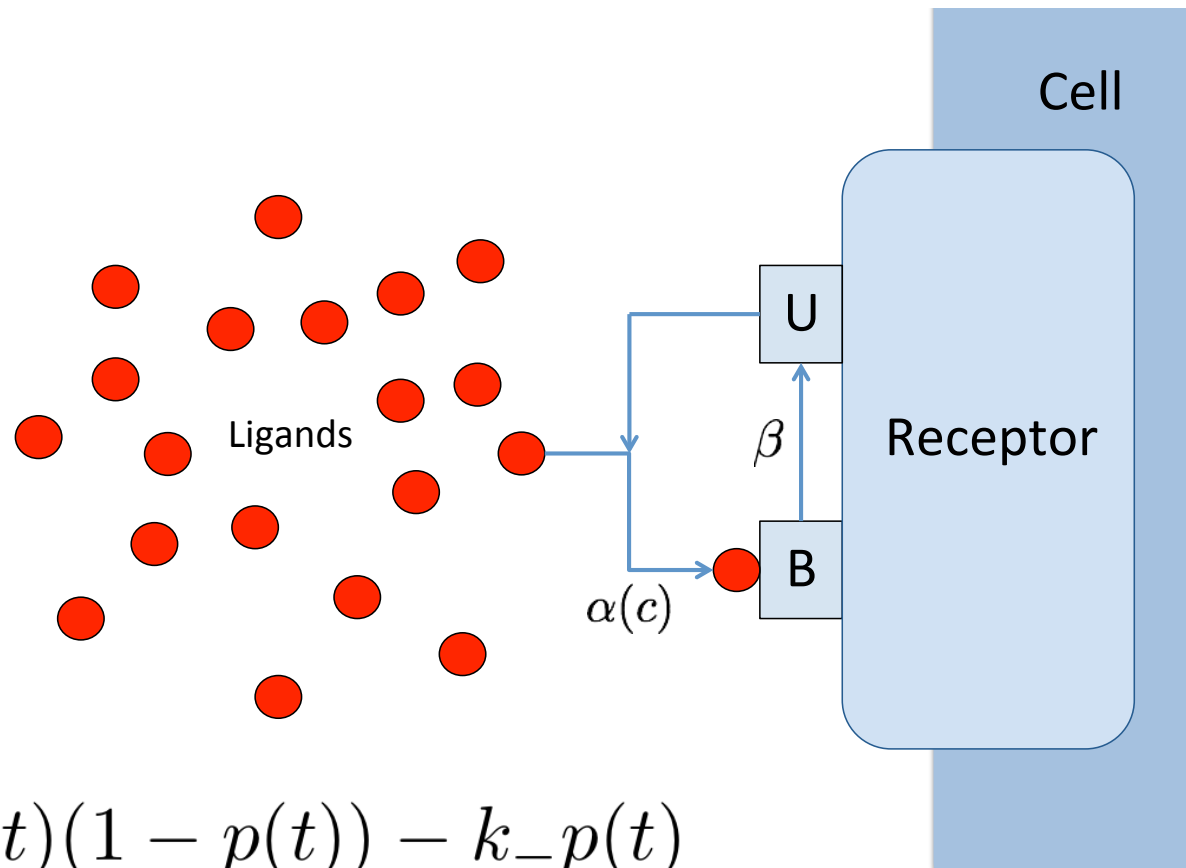 Cell
U
Ligands
β
Receptor
B
α(c)
t)(1 − p(t)) − k₋p(t)